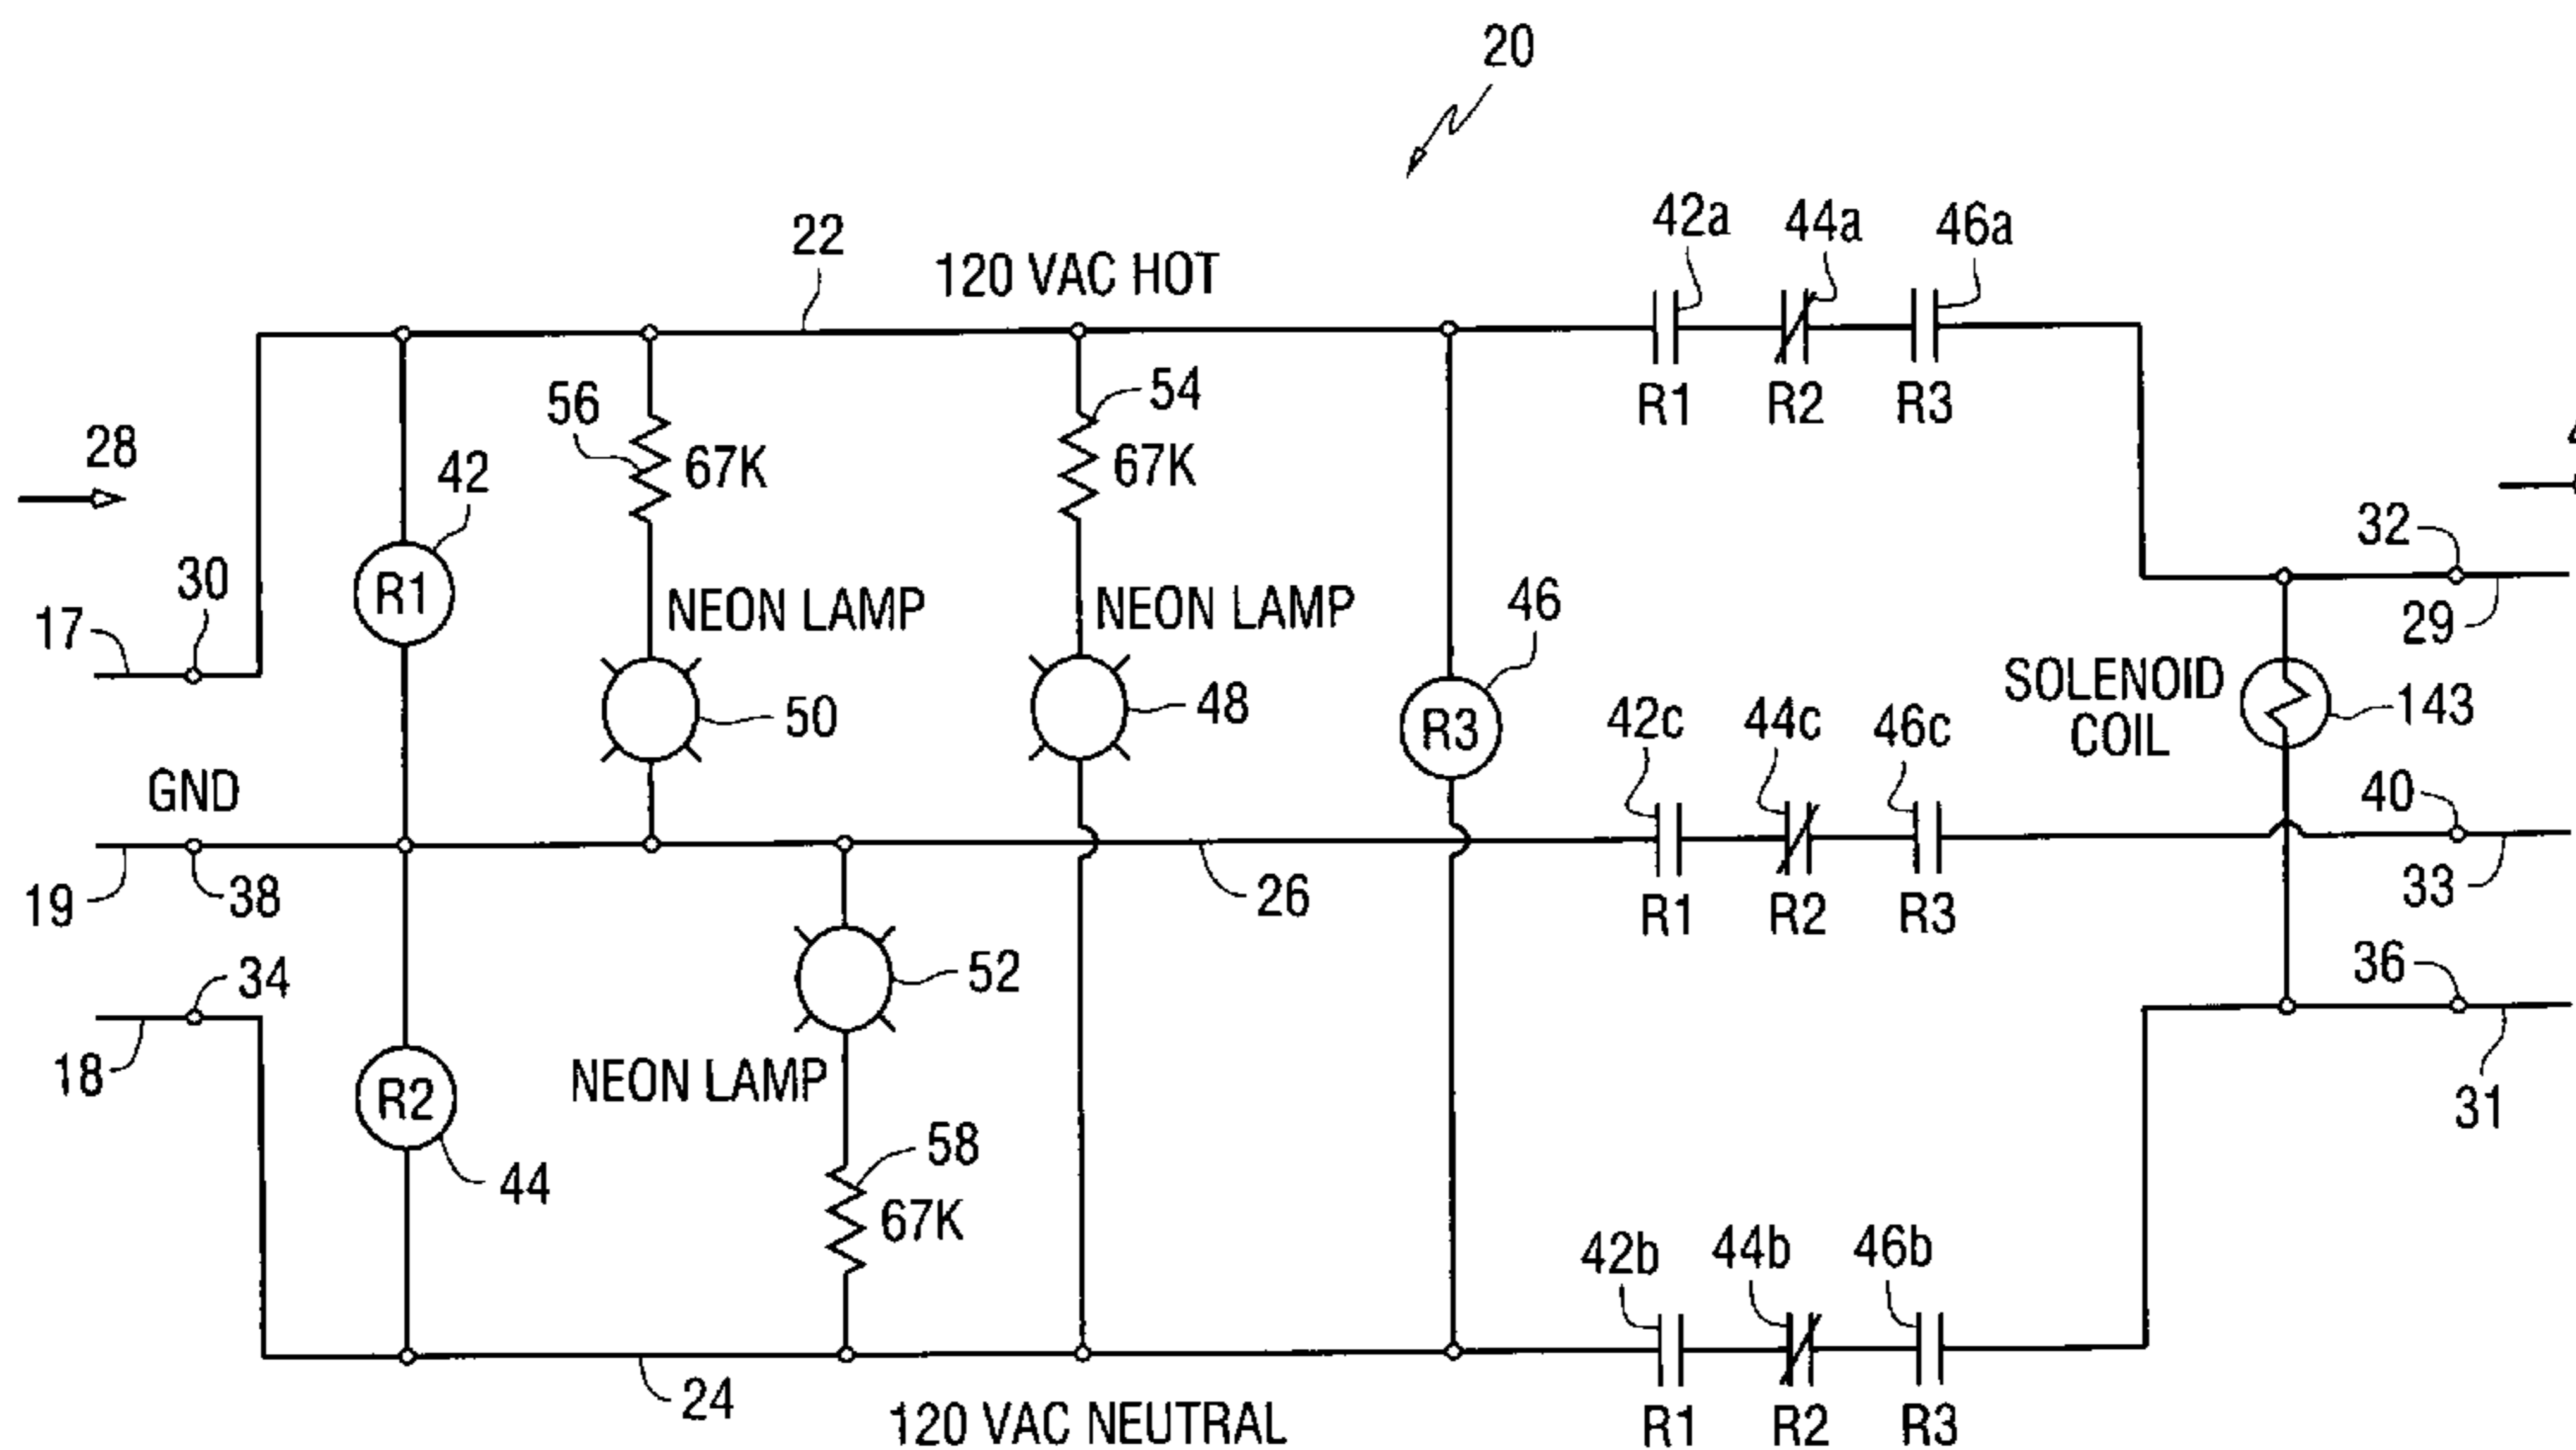 20
22
120 VAC HOT
42a
44a
46a
R1
R2
R3
28
42
56
67K
54
67K
R1
17
30
NEON LAMP
NEON LAMP
50
48
46
R3
32
29
SOLENOID
COIL
143
GND
19
38
26
42c
44c
46c
R1
R2
R3
40
33
34
18
52
NEON LAMP
R2
44
58
67K
36
31
42b
44b
46b
24
120 VAC NEUTRAL
R1
R2
R3